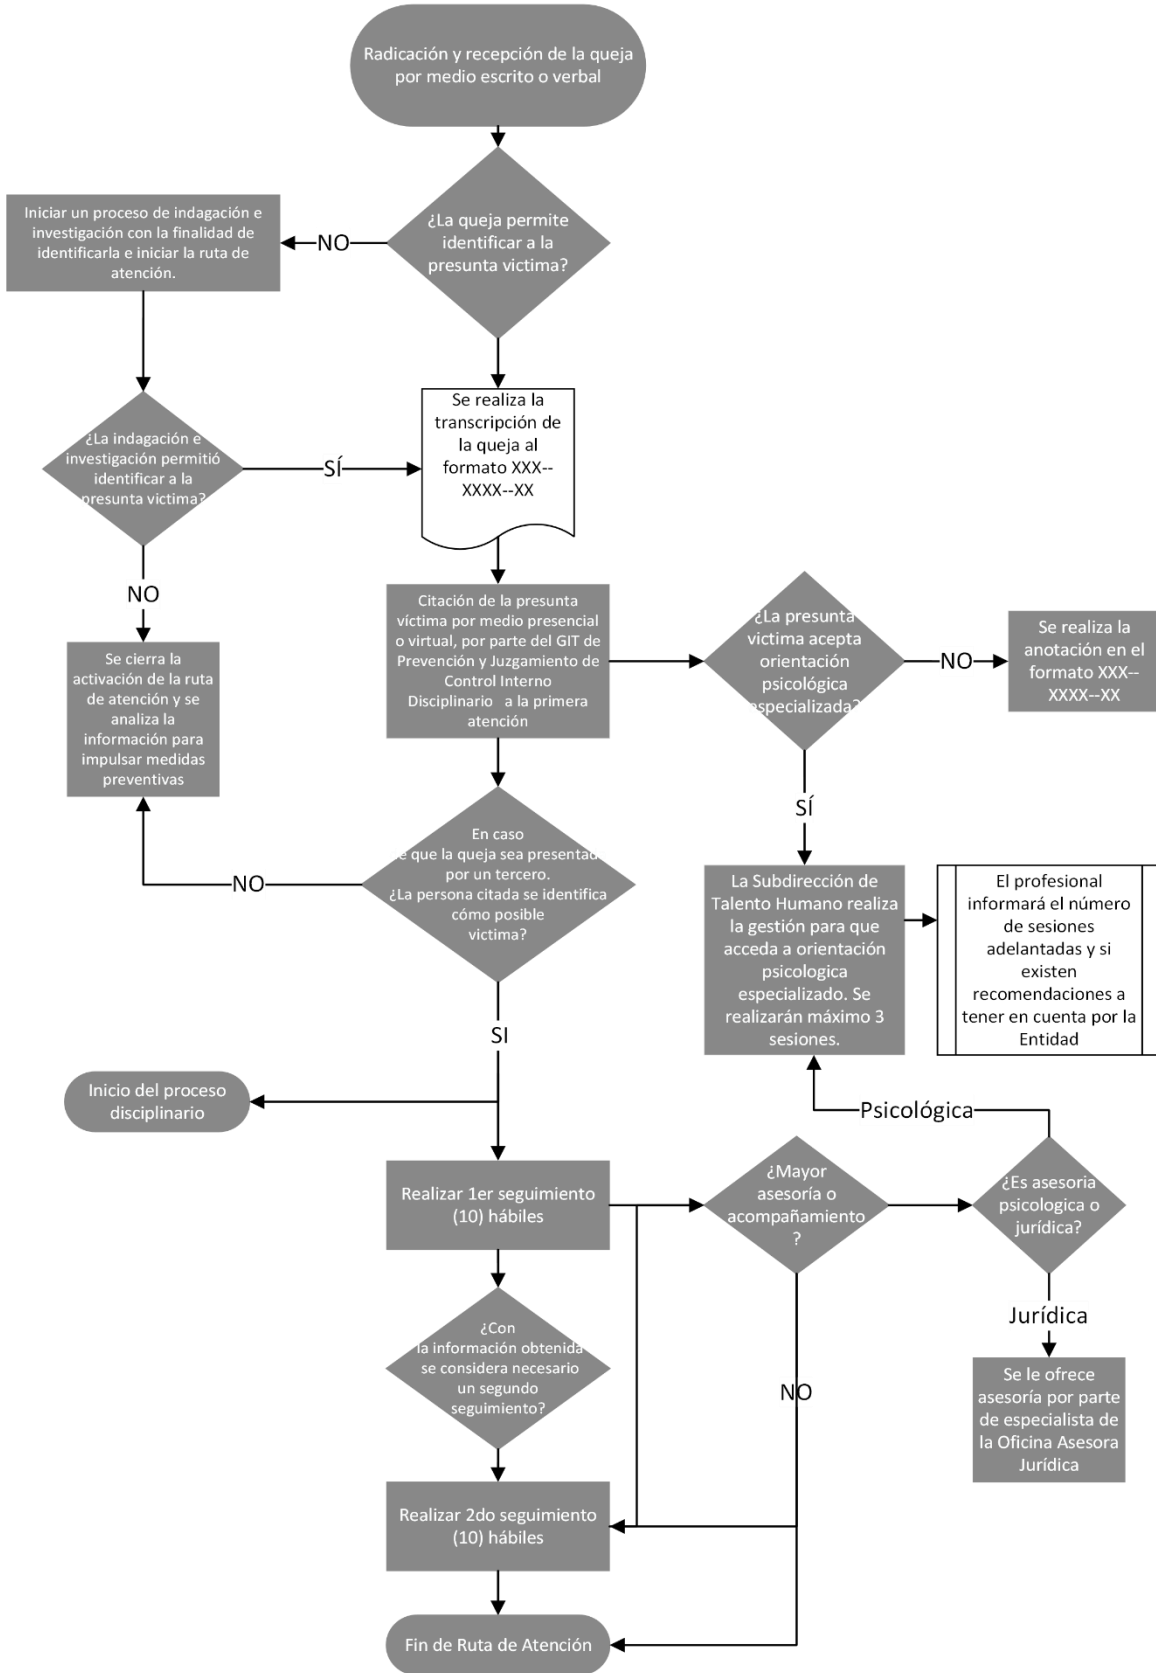 Radicación y recepción de la queja
por medio escrito o verbal
¿La queja permite
identificar a la
presunta victima?
NO
Iniciar un proceso de indagación e
investigación con la finalidad de
identificarla e iniciar la ruta de
atención.
¿La indagación e
investigación permitió
identificar a la
presunta victima?
SÍ
Se realiza la
transcripción de
la queja al
formato XXX--
XXXX--XX
NO
Se cierra la
activación de la ruta
de atención y se
analiza la
información para
impulsar medidas
preventivas
Citación de la presunta
víctima por medio presencial
o virtual, por parte del GIT de
Prevención y Juzgamiento de
Control Interno
Disciplinario a la primera
atención
¿La presunta
victima acepta
orientación
psicológica
especializada?
NO
Se realiza la
anotación en el
formato XXX--
XXXX--XX
SÍ
En caso
de que la queja sea presentada
por un tercero.
¿La persona citada se identifica
cómo posible
victima?
NO
La Subdirección de
Talento Humano realiza
la gestión para que
acceda a orientación
psicologica
especializado. Se
realizarán máximo 3
sesiones.
El profesional
informará el número
de sesiones
adelantadas y si
existen
recomendaciones a
tener en cuenta por la
Entidad
SI
Inicio del proceso
disciplinario
Psicológica
Realizar 1er seguimiento
(10) hábiles
¿Mayor
asesoría o
acompañamiento
?
¿Es asesoria
psicologica o
jurídica?
Jurídica
¿Con
la información obtenida
se considera necesario
un segundo
seguimiento?
NO
Se le ofrece
asesoría por parte
de especialista de
la Oficina Asesora
Jurídica
Realizar 2do seguimiento
(10) hábiles
Fin de Ruta de Atención